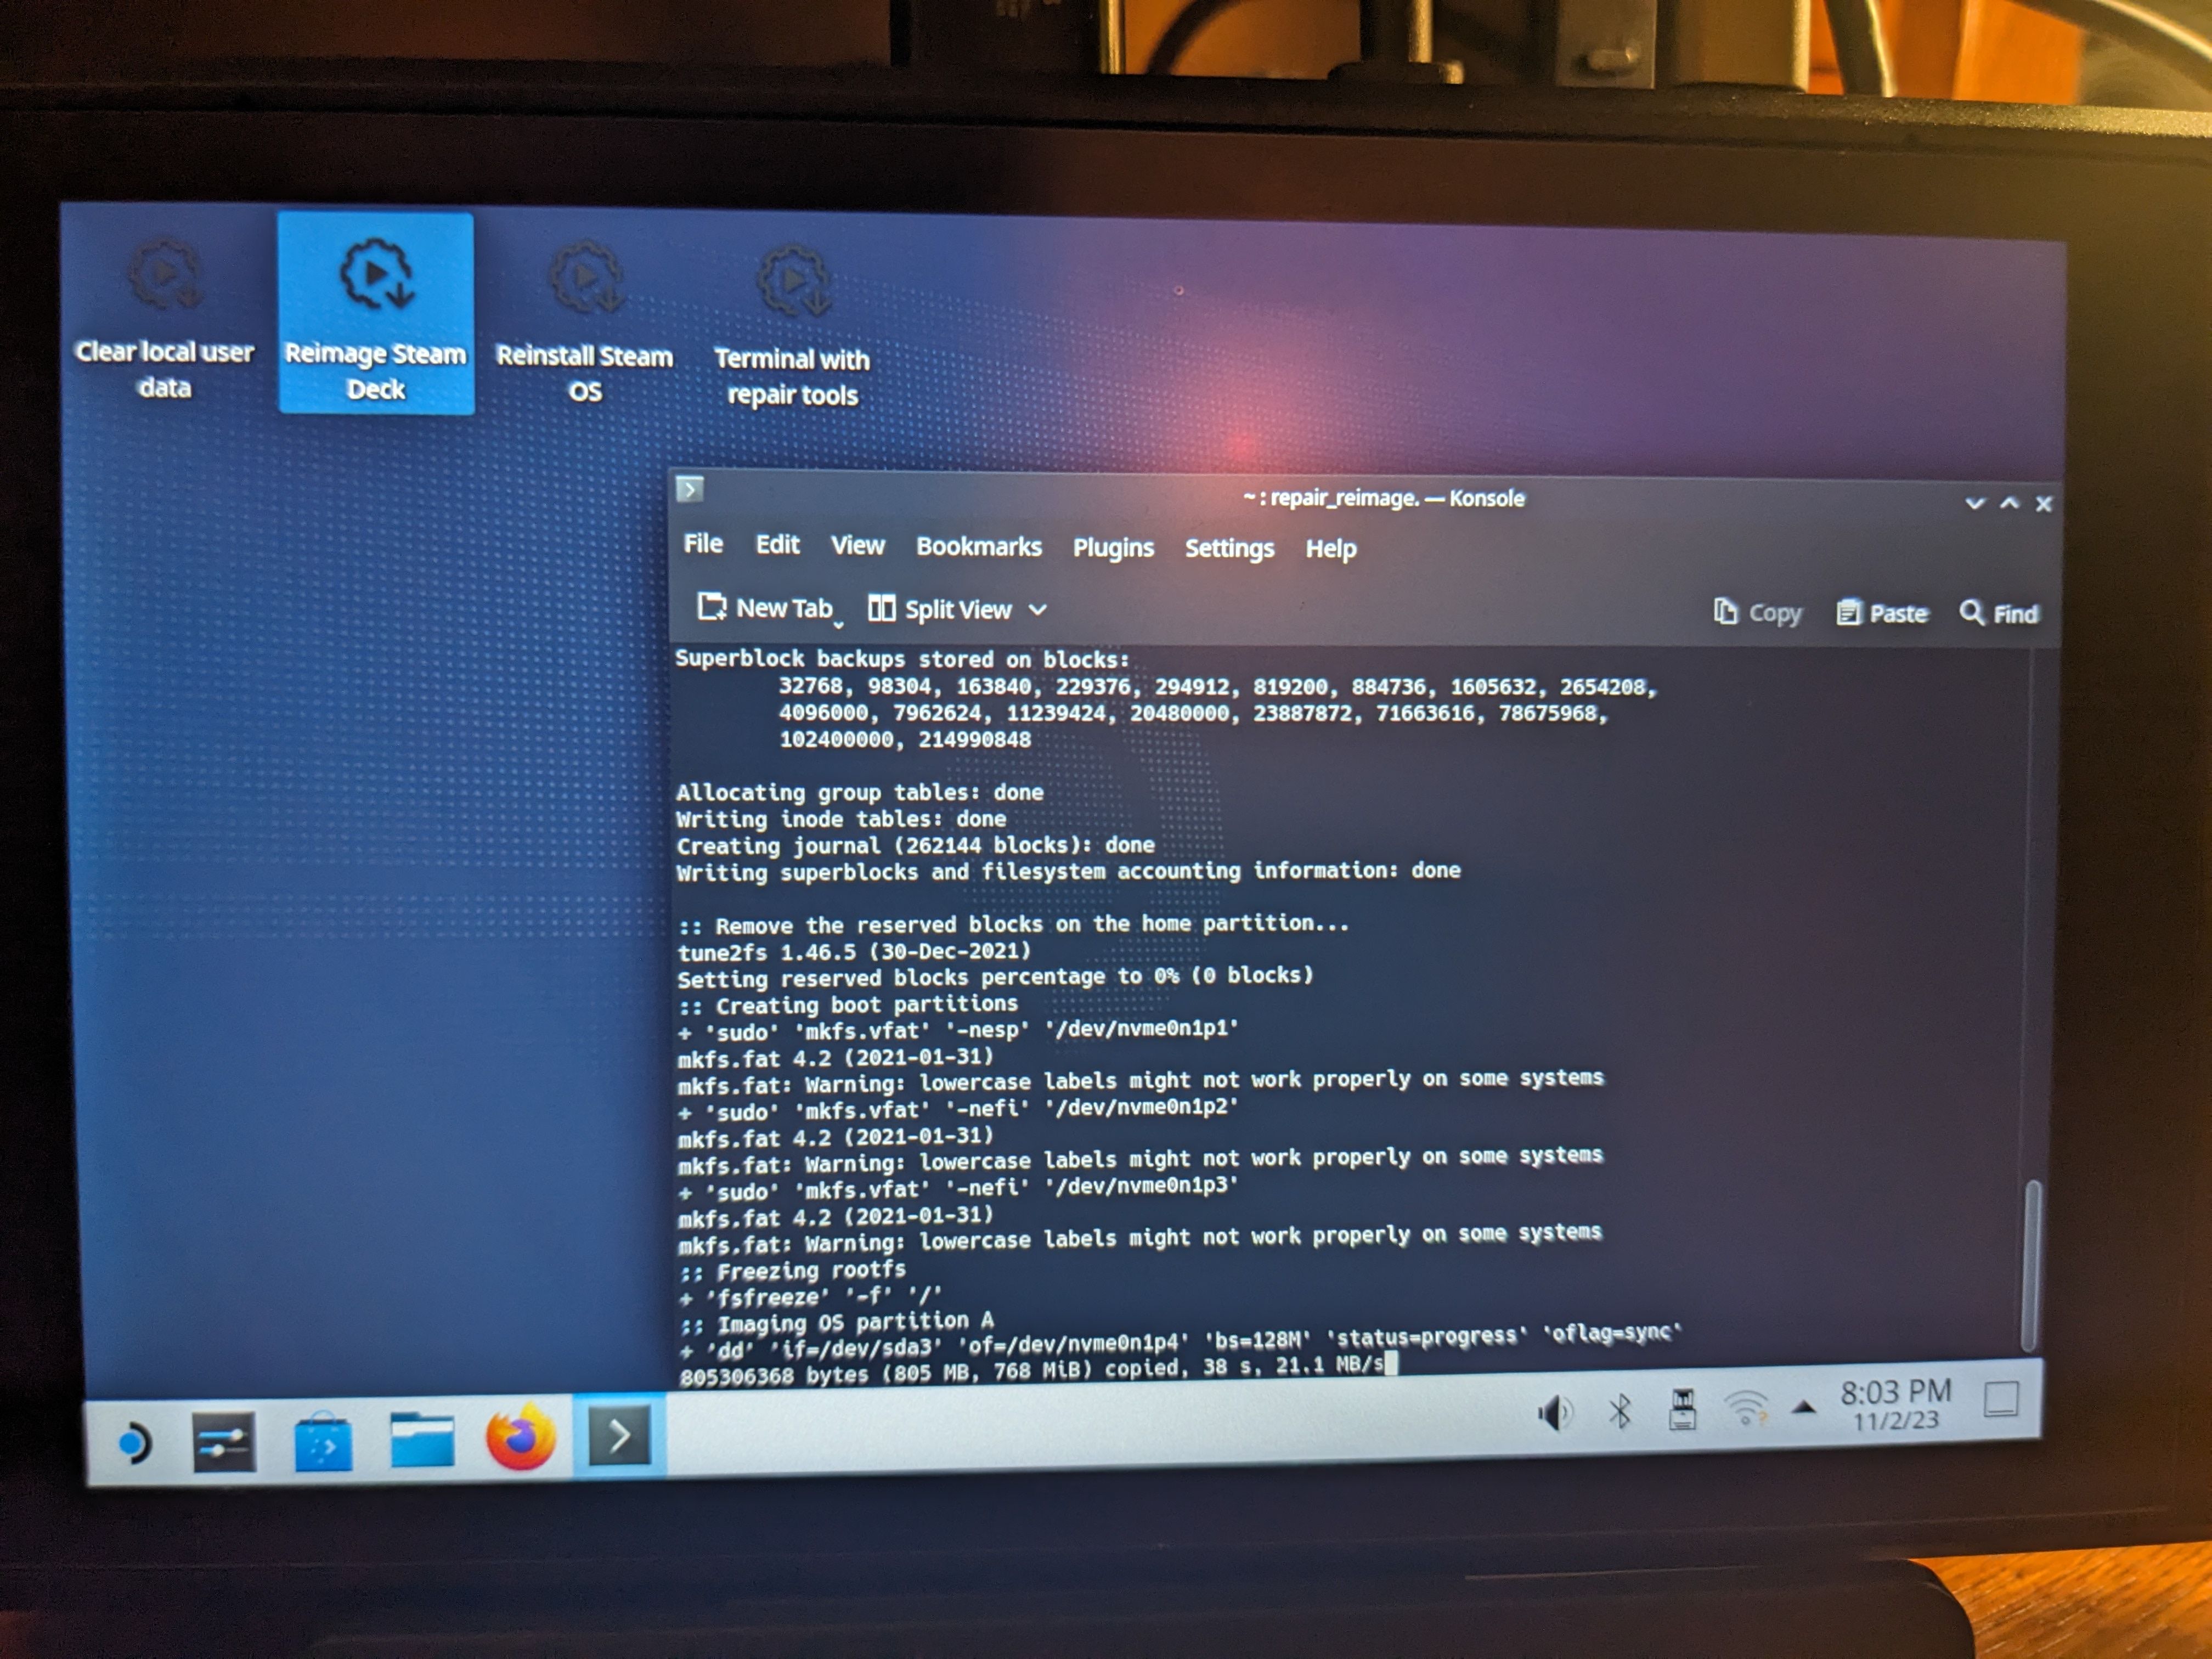 Clear local user
data
Reimage Steam
Deck
Reinstall Steam
OS
Terminal with
repair tools
~ : repair_reimage. — Konsole
File Edit View Bookmarks Plugins Settings Help
New Tab Split View Copy Paste Find
Superblock backups stored on blocks:
32768, 98304, 163840, 229376, 294912, 819200, 884736, 1605632, 2654208,
4096000, 7962624, 11239424, 20480000, 23887872, 71663616, 78675968,
102400000, 214990848
Allocating group tables: done
Writing inode tables: done
Creating journal (262144 blocks): done
Writing superblocks and filesystem accounting information: done
:: Remove the reserved blocks on the home partition...
tune2fs 1.46.5 (30-Dec-2021)
Setting reserved blocks percentage to 0% (0 blocks)
:: Creating boot partitions
+ 'sudo' 'mkfs.vfat' '-nesp' '/dev/nvme0n1p1'
mkfs.fat 4.2 (2021-01-31)
mkfs.fat: Warning: lowercase labels might not work properly on some systems
+ 'sudo' 'mkfs.vfat' '-nefi' '/dev/nvme0n1p2'
mkfs.fat 4.2 (2021-01-31)
mkfs.fat: Warning: lowercase labels might not work properly on some systems
+ 'sudo' 'mkfs.vfat' '-nefi' '/dev/nvme0n1p3'
mkfs.fat 4.2 (2021-01-31)
mkfs.fat: Warning: lowercase labels might not work properly on some systems
:: Freezing rootfs
+ 'fsfreeze' '-f' '/'
:: Imaging OS partition A
+ 'dd' 'if=/dev/sda3' 'of=/dev/nvme0n1p4' 'bs=128M' 'status=progress' 'oflag=sync'
805306368 bytes (805 MB, 768 MiB) copied, 38 s, 21.1 MB/s
8:03 PM
11/2/23